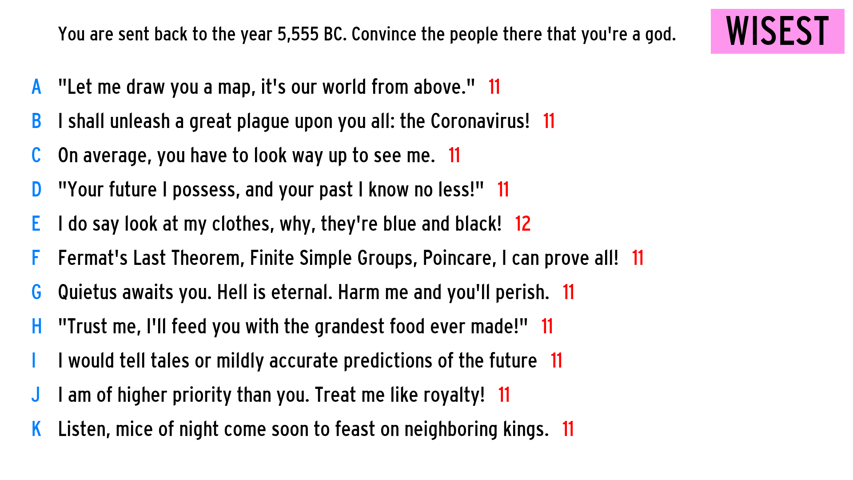 You are sent back to the year 5,555 BC. Convince the people there that you're a god.
WISEST
A "Let me draw you a map, it's our world from above." 11
B I shall unleash a great plague upon you all: the Coronavirus! 11
C On average, you have to look way up to see me. 11
D "Your future I possess, and your past I know no less!" 11
E I do say look at my clothes, why, they're blue and black! 12
F Fermat's Last Theorem, Finite Simple Groups, Poincare, I can prove all! 11
G Quietus awaits you. Hell is eternal. Harm me and you'll perish. 11
H "Trust me, I'll feed you with the grandest food ever made!" 11
I I would tell tales or mildly accurate predictions of the future 11
J I am of higher priority than you. Treat me like royalty! 11
K Listen, mice of night come soon to feast on neighboring kings. 11